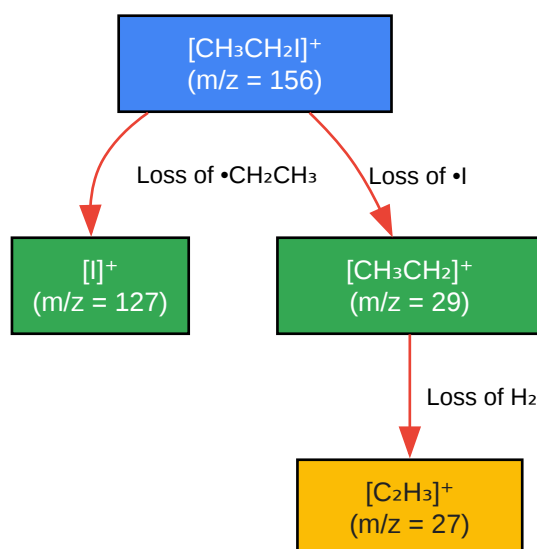 [CH₃CH₂I]⁺
(m/z = 156)
Loss of •CH₂CH₃
Loss of •I
[I]⁺
(m/z = 127)
[CH₃CH₂]⁺
(m/z = 29)
Loss of H₂
[C₂H₃]⁺
(m/z = 27)